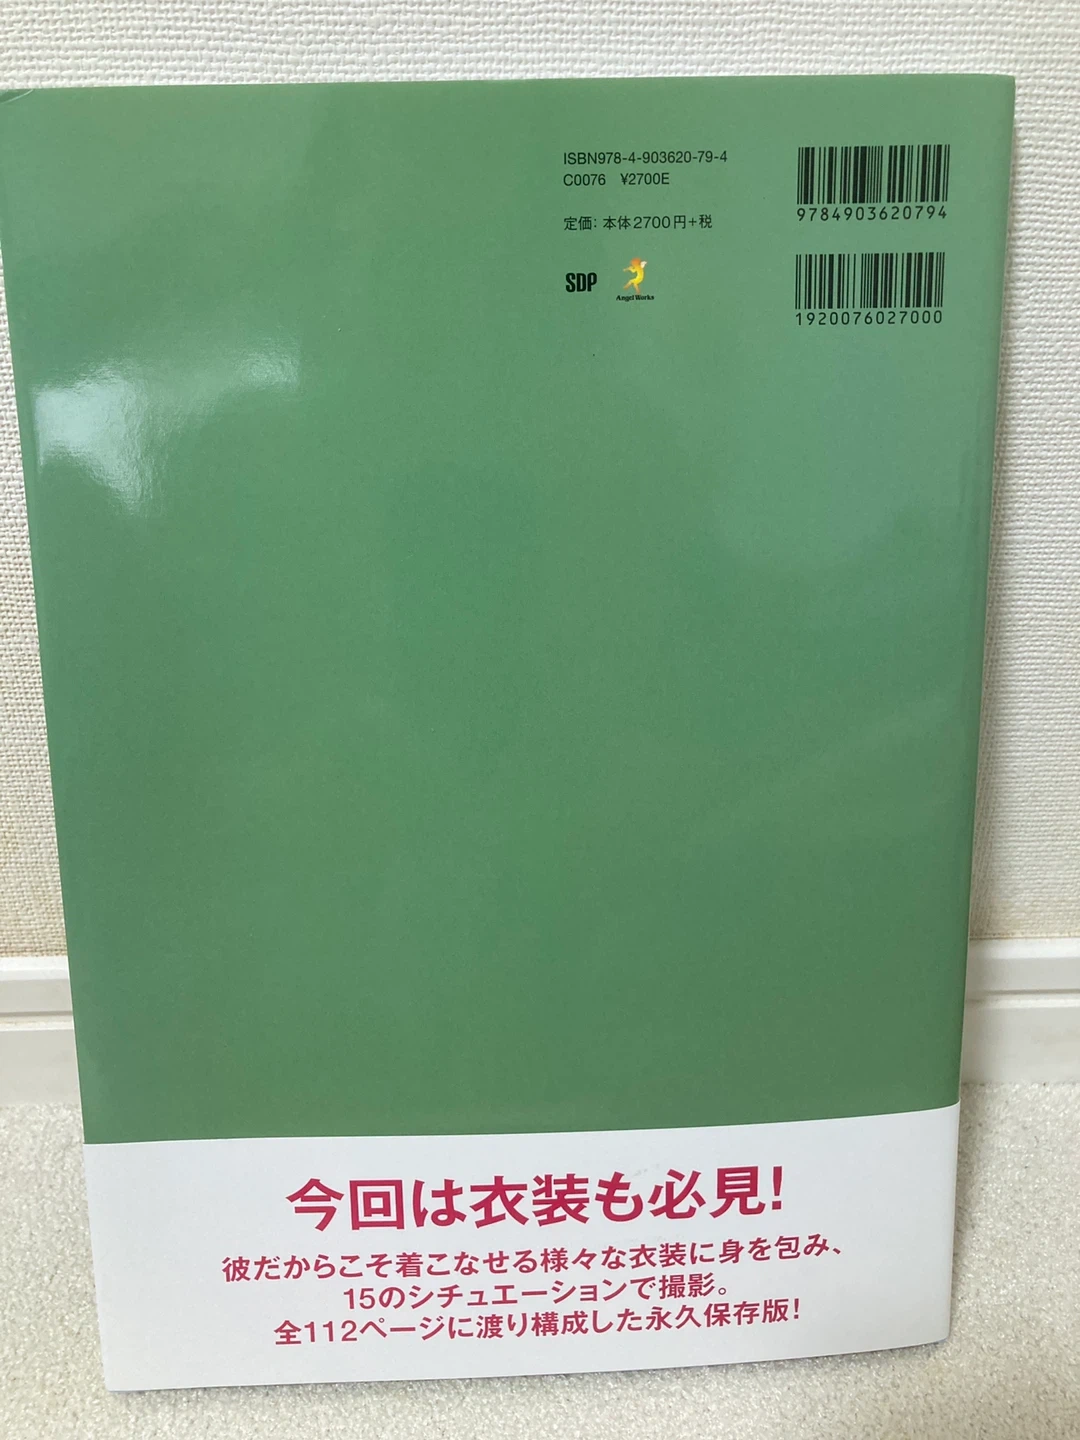 ISBN978-4-903620-79-4
C0076 ¥2700E
定価: 本体2700円+税
SDP
Angel Works
9784903620794
1920076027000
今回は衣装も必見!
彼だからこそ着こなせる様々な衣装に身を包み、
15のシチュエーションで撮影。
全112ページに渡り構成した永久保存版!